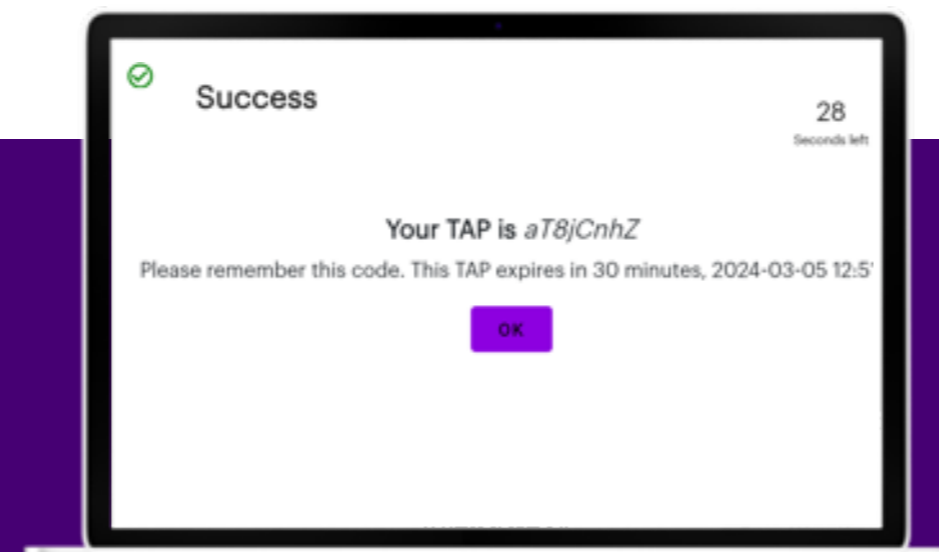 Success
28
Seconds left
Your TAP is aT8jCnhZ
Please remember this code. This TAP expires in 30 minutes, 2024-03-05
OK